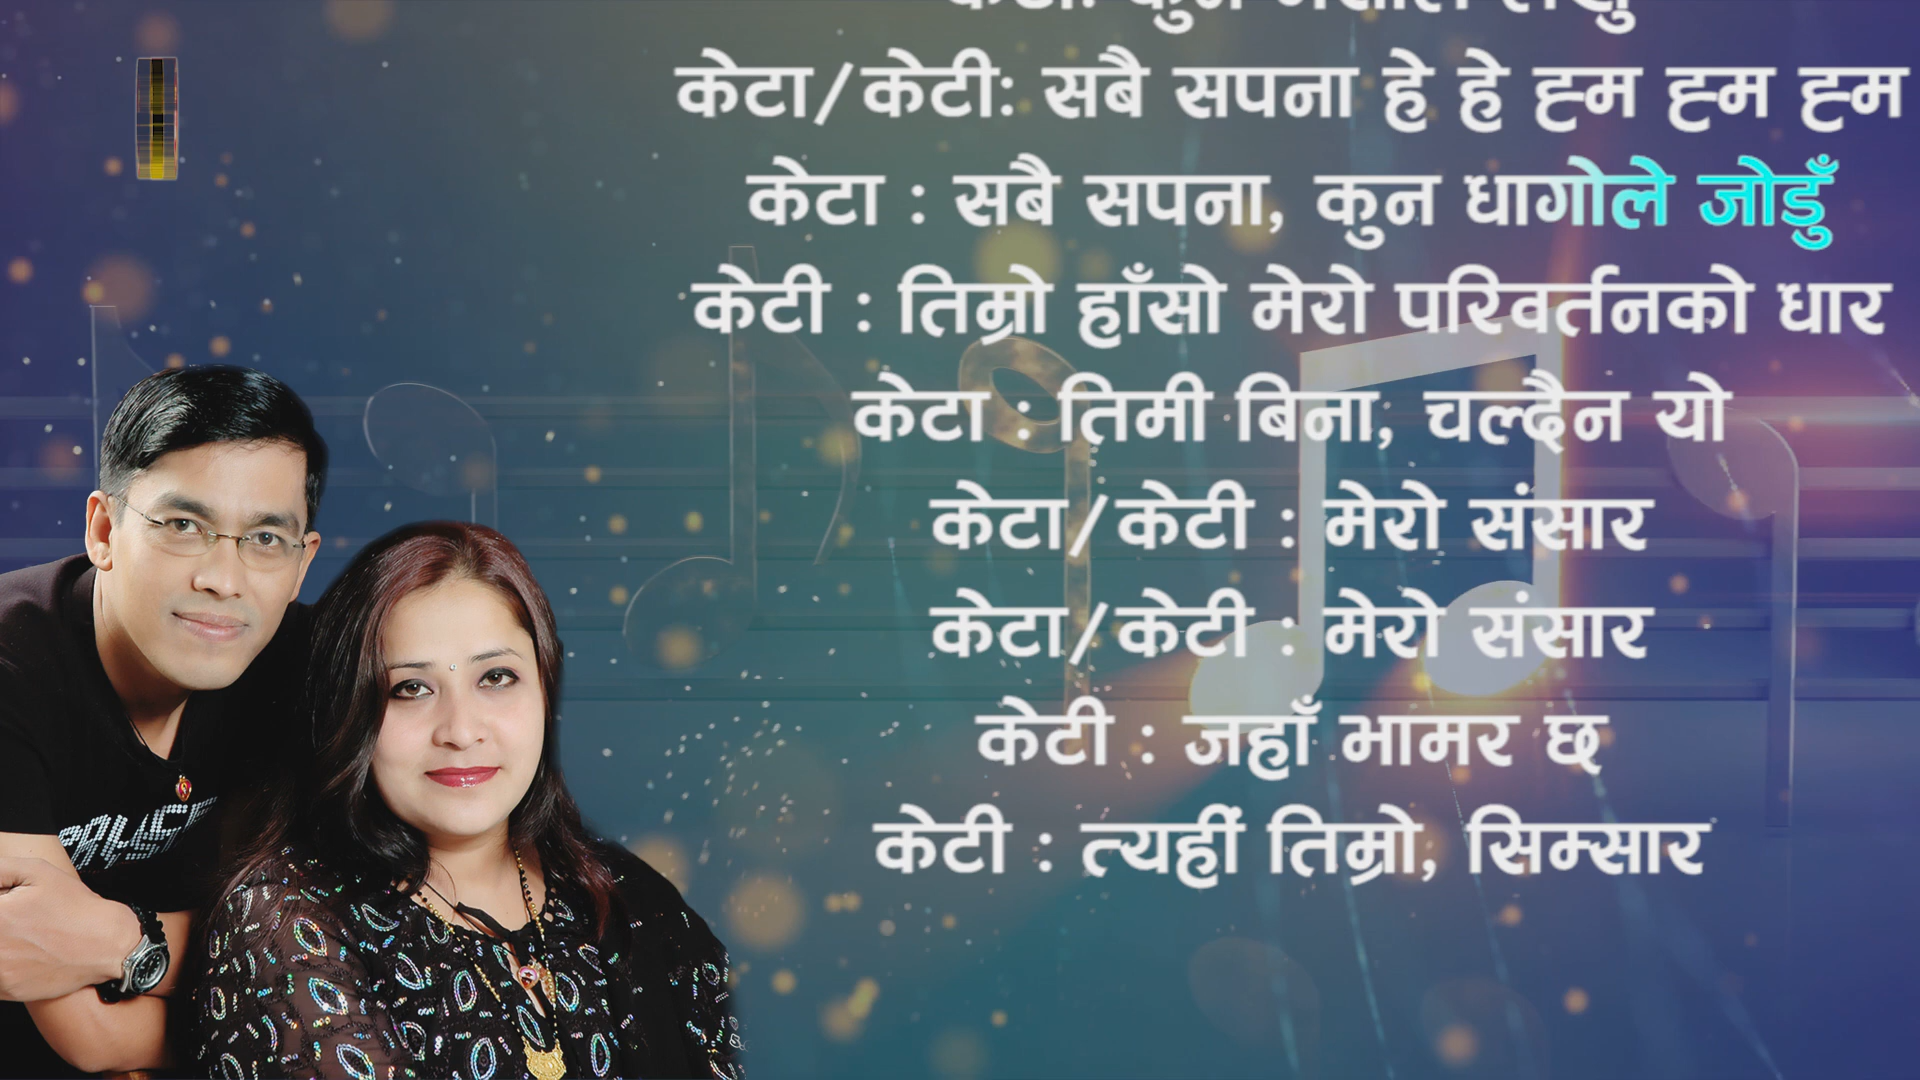 केटा/केटी: सबै सपना हे हे ह्म ह्म ह्म
केटा : सबै सपना, कुन धागोले जोडुँ
केटी : तिम्रो हाँसो मेरो परिवर्तनको धार
केटा : तिमी बिना, चल्दैन यो
केटा/केटी : मेरो संसार
केटा/केटी : मेरो संसार
केटी : जहाँ भामर छ
केटी : त्यहीं तिम्रो, सिम्सार